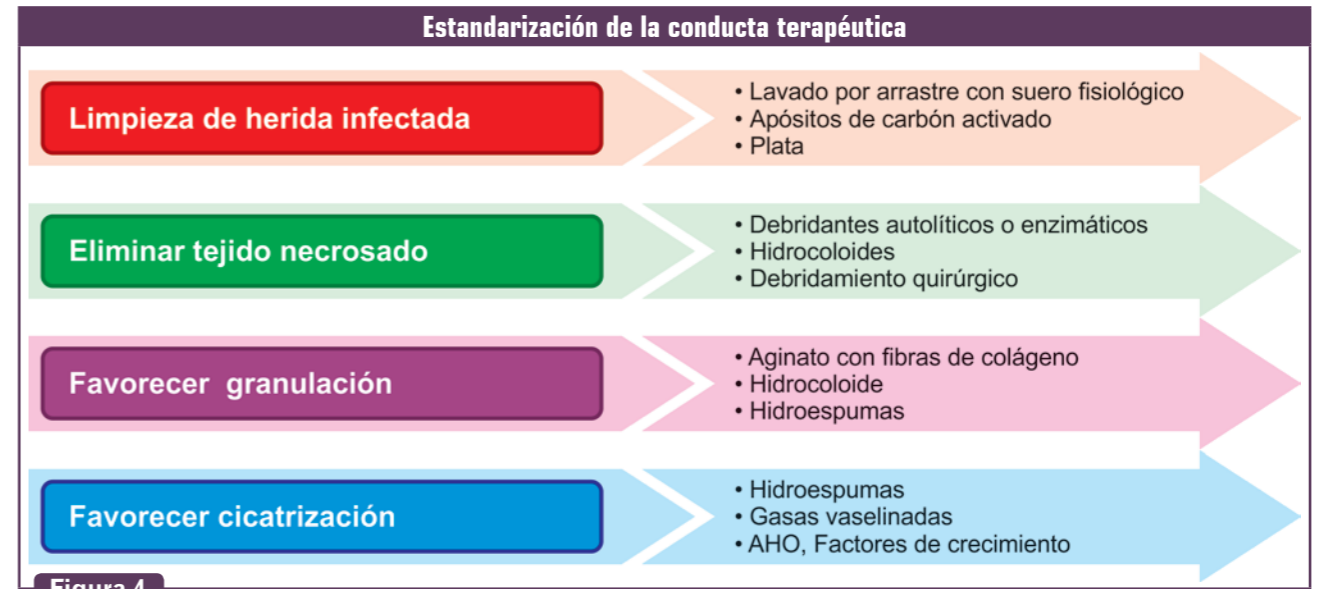 Estandarización de la conducta terapéutica
Limpieza de herida infectada
• Lavado por arrastre con suero fisiológico
• Apósitos de carbón activado
• Plata
Eliminar tejido necrosado
• Debridantes autolíticos o enzimáticos
• Hidrocoloides
• Debridamiento quirúrgico
Favorecer granulación
• Aginato con fibras de colágeno
• Hidrocoloide
• Hidroespumas
Favorecer cicatrización
• Hidroespumas
• Gasas vaselinadas
• AHO, Factores de crecimiento
Figura 4